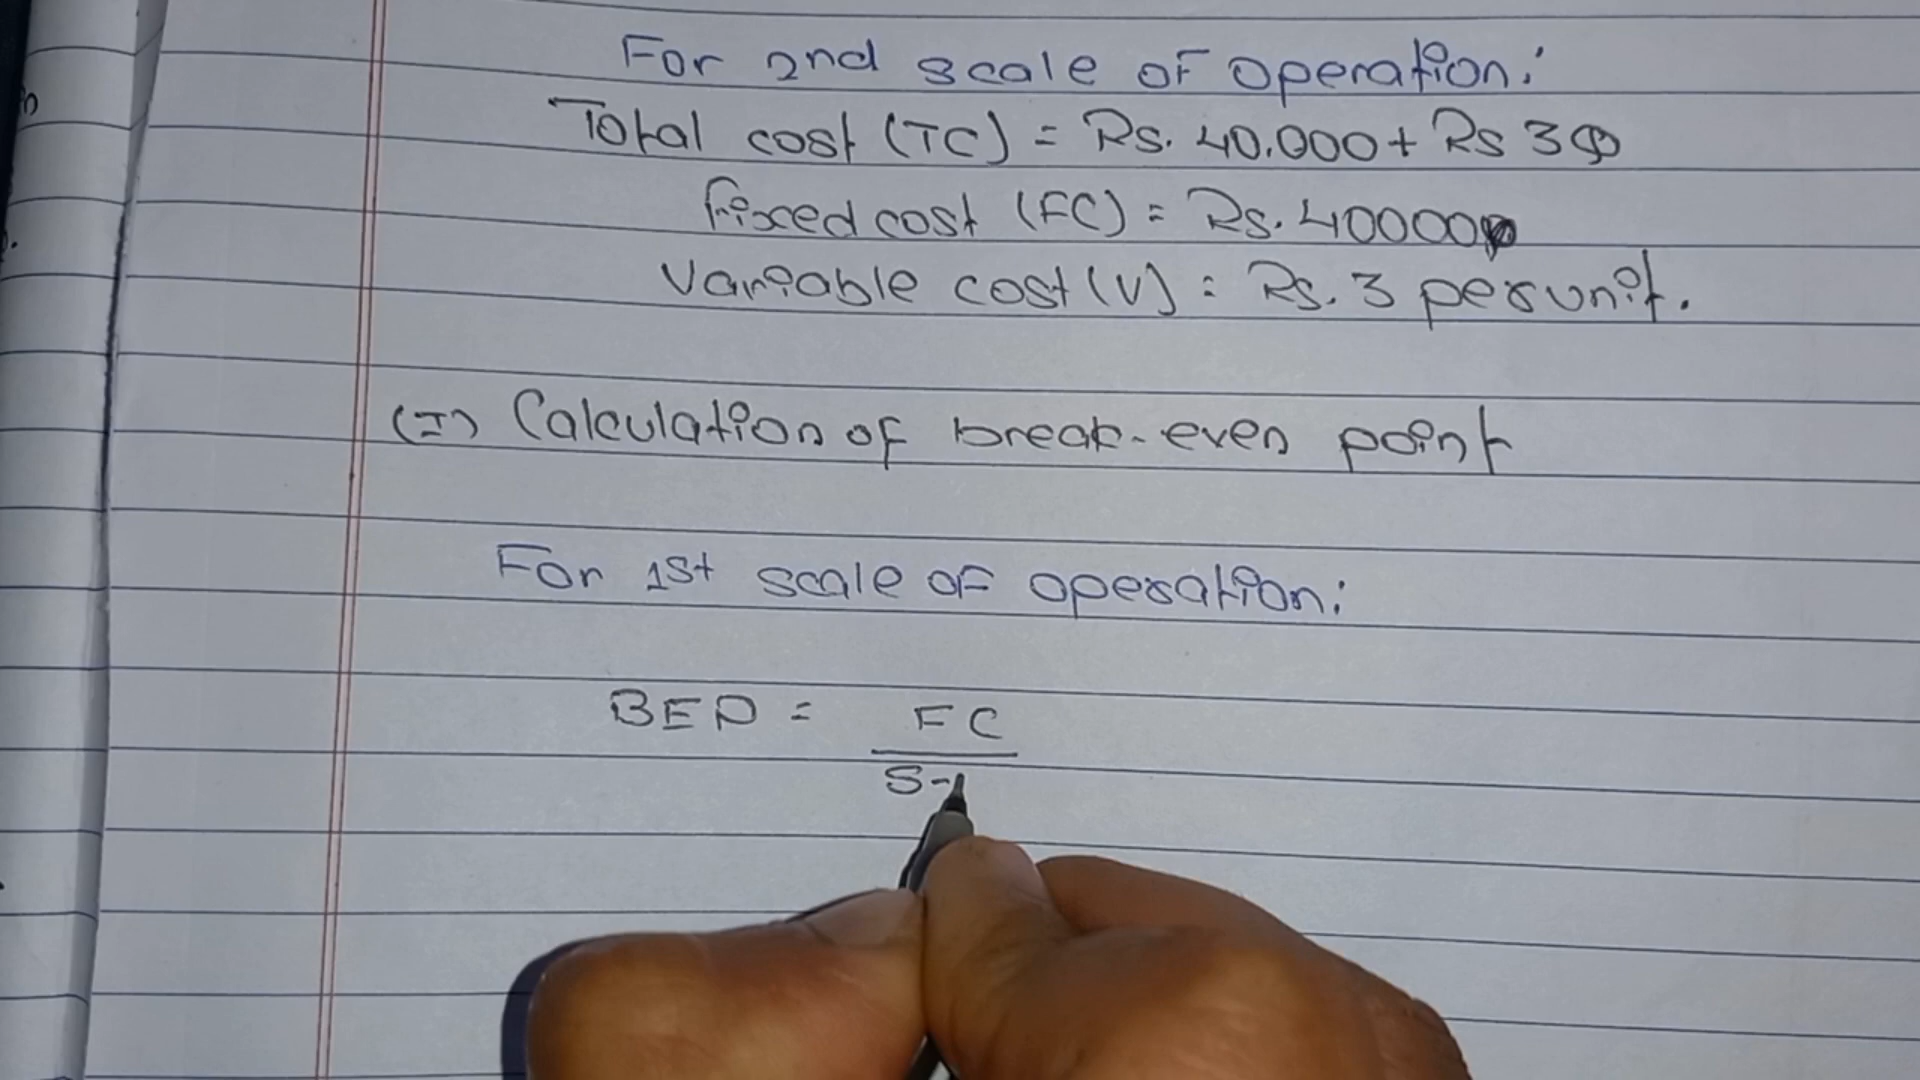 For 2nd scale of operation:
Total cost (TC) = Rs. 40,000 + Rs 3Q
Fixed cost (FC) = Rs. 40000
Variable cost (V) = Rs. 3 per unit.
(I) Calculation of break-even point
For 1st scale of operation:
BEP = FC
S-